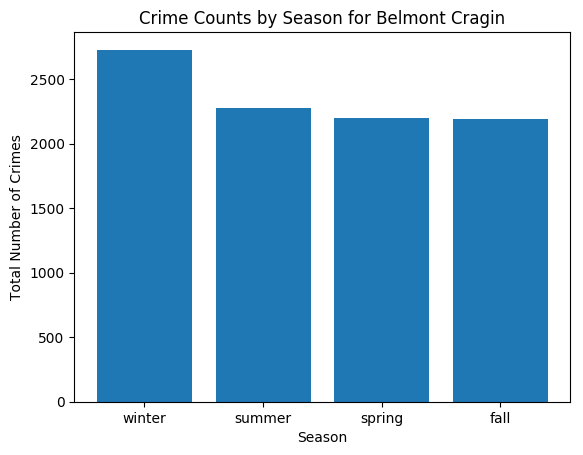 Crime Counts by Season for Belmont Cragin
Total Number of Crimes
2500
2000
1500
1000
500
0
winter summer spring fall
Season